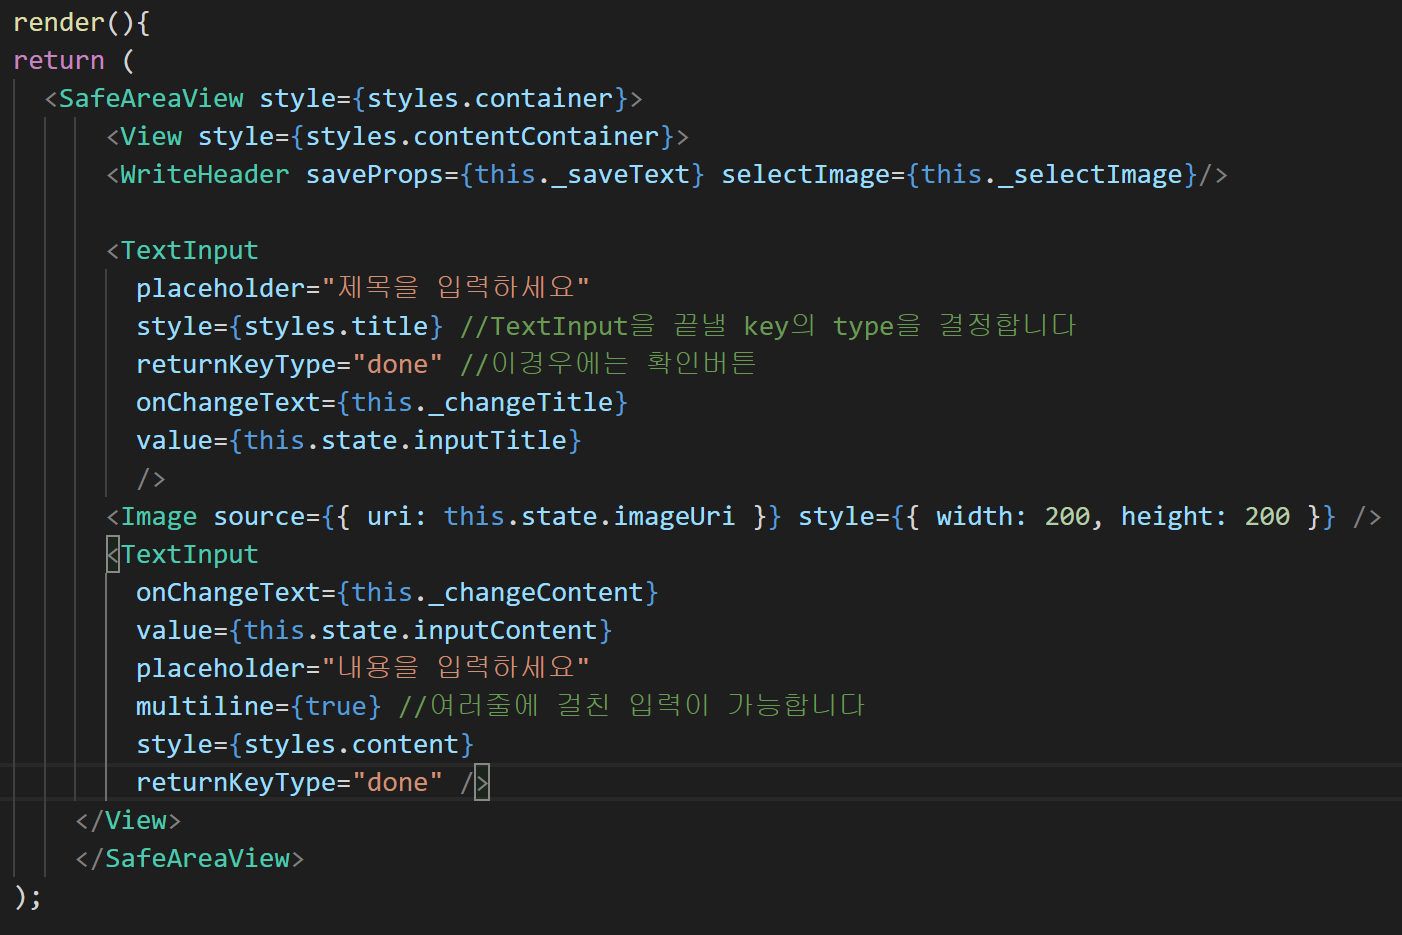 render(){
return (
<SafeAreaView style={styles.container}>
<View style={styles.contentContainer}>
<WriteHeader saveProps={this._saveText} selectImage={this._selectImage}/>
<TextInput
placeholder="제목을 입력하세요"
style={styles.title} //TextInput을 끝낼 key의 type을 결정합니다
returnKeyType="done" //이경우에는 확인버튼
onChangeText={this._changeTitle}
value={this.state.inputTitle}
/>
<Image source={{ uri: this.state.imageUri }} style={{ width: 200, height: 200 }} />
<TextInput
onChangeText={this._changeContent}
value={this.state.inputContent}
placeholder="내용을 입력하세요"
multiline={true} //여러줄에 걸친 입력이 가능합니다
style={styles.content}
returnKeyType="done" />
</View>
</SafeAreaView>
);